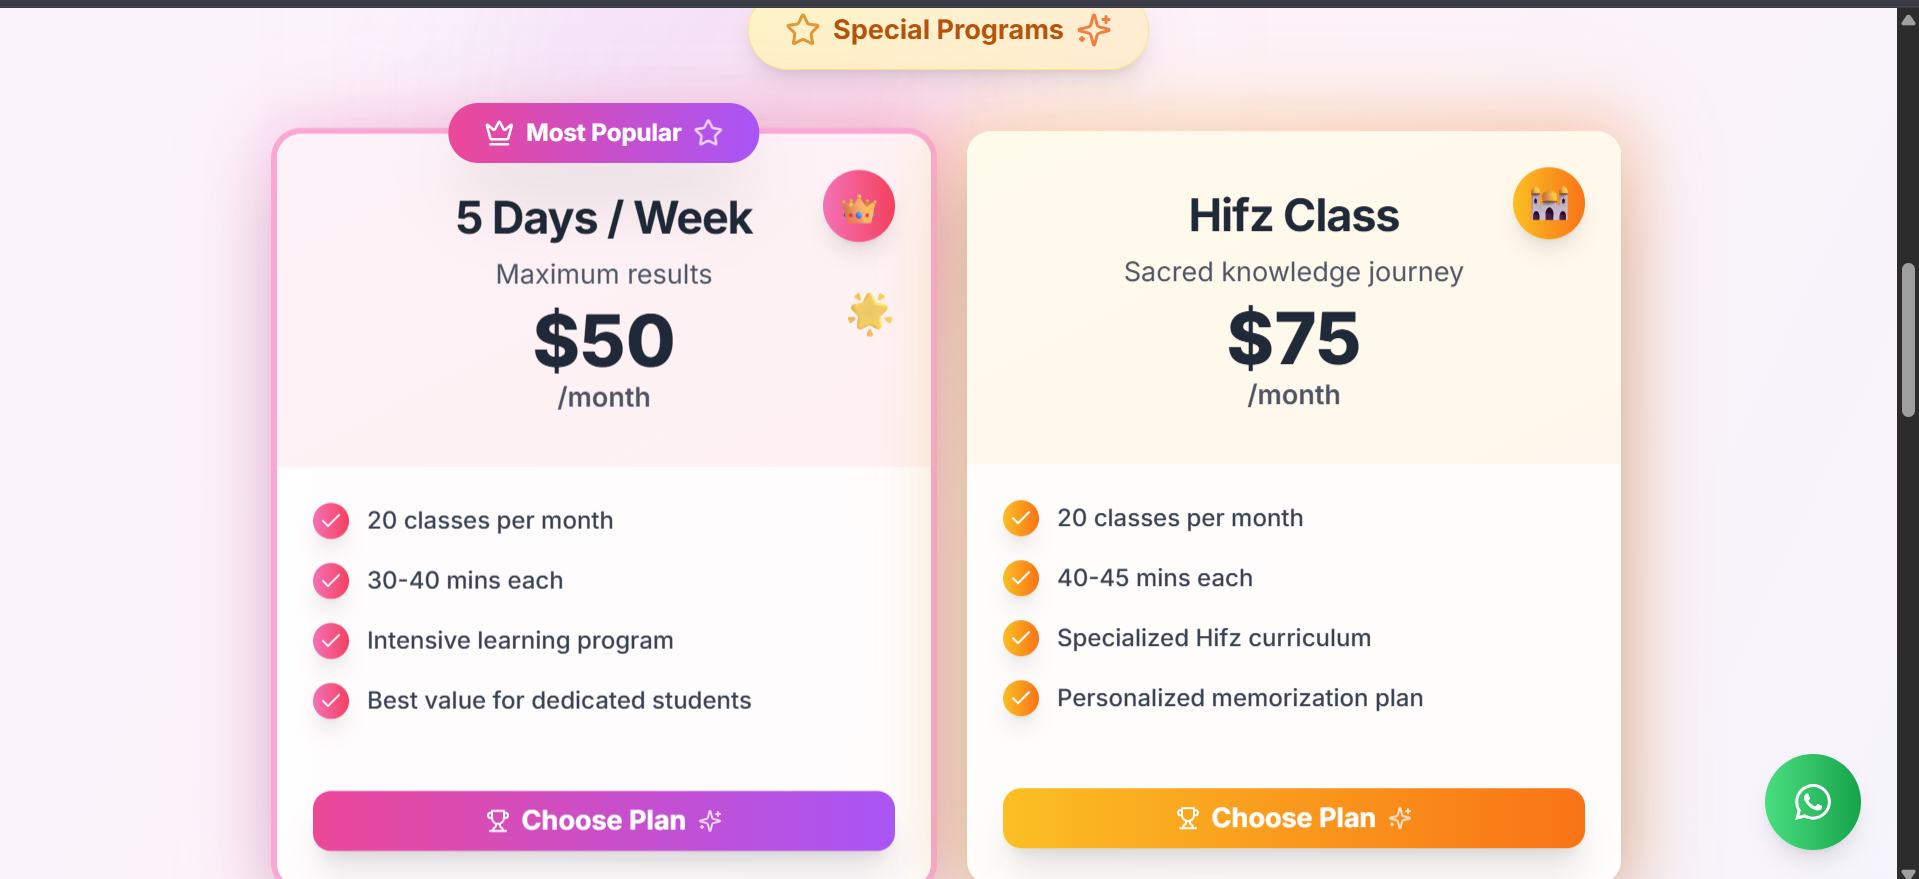 Special Programs
Most Popular
5 Days / Week
Maximum results
$50
/month
20 classes per month
30-40 mins each
Intensive learning program
Best value for dedicated students
Choose Plan
Hifz Class
Sacred knowledge journey
$75
/month
20 classes per month
40-45 mins each
Specialized Hifz curriculum
Personalized memorization plan
Choose Plan